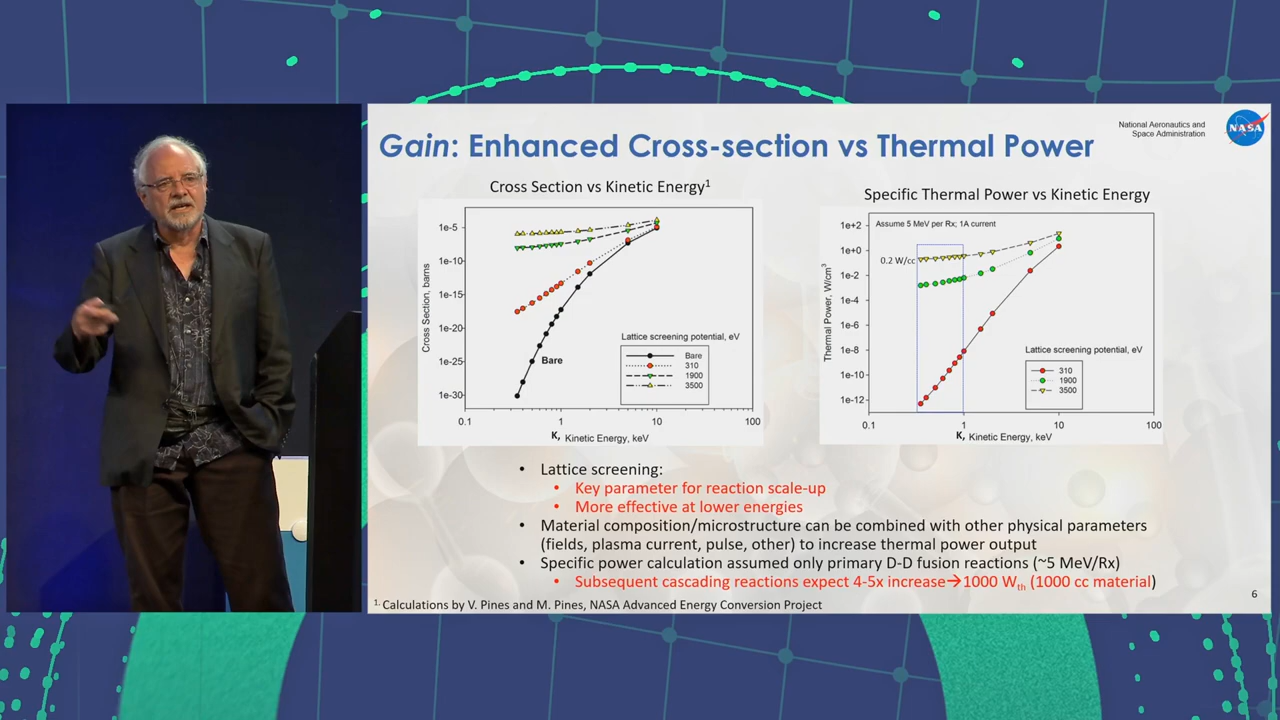 Gain: Enhanced Cross-section vs Thermal Power
National Aeronautics and
Space Administration
NASA
Cross Section vs Kinetic Energy1
1e-5
1e-10
1e-15
1e-20
1e-25
1e-30
Cross Section, barns
Bare
Lattice screening potential, eV
Bare
310
1900
3500
0.1 1 10 100
K, Kinetic Energy, keV
Specific Thermal Power vs Kinetic Energy
Assume 5 MeV per Rx; 1A current
1e+2
1e+0
1e-2
1e-4
1e-6
1e-8
1e-10
1e-12
Thermal Power, W/cm3
0.2 W/cc
Lattice screening potential, eV
310
1900
3500
0.1 1 10 100
K, Kinetic Energy, keV
• Lattice screening:
• Key parameter for reaction scale-up
• More effective at lower energies
• Material composition/microstructure can be combined with other physical parameters
(fields, plasma current, pulse, other) to increase thermal power output
• Specific power calculation assumed only primary D-D fusion reactions (~5 MeV/Rx)
• Subsequent cascading reactions expect 4-5x increase→1000 Wth (1000 cc material)
1. Calculations by V. Pines and M. Pines, NASA Advanced Energy Conversion Project
6